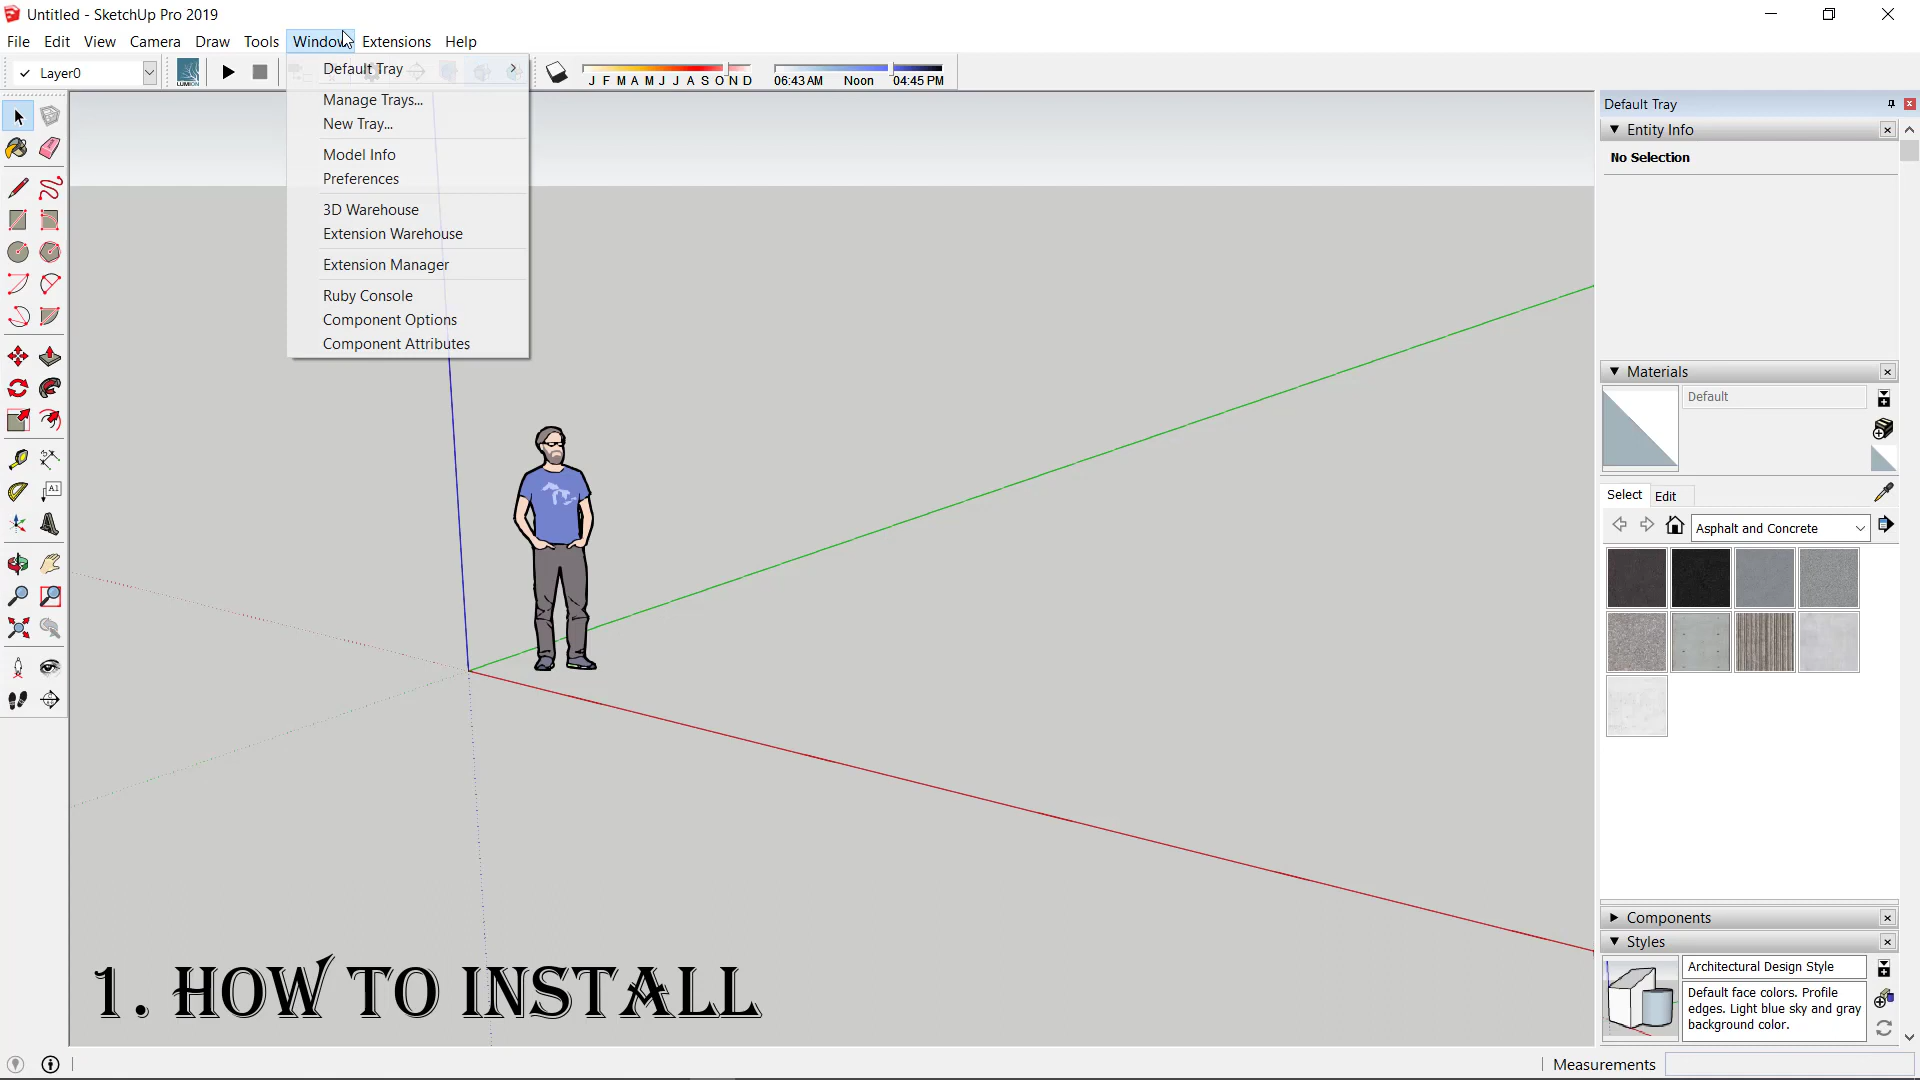 Untitled - SketchUp Pro 2019
File Edit View Camera Draw Tools Window Extensions Help
Layer0
LUMION
J F M A M J J A S O N D
06:43 AM Noon 04:45 PM
Default Tray
Manage Trays...
New Tray...
Model Info
Preferences
3D Warehouse
Extension Warehouse
Extension Manager
Ruby Console
Component Options
Component Attributes
A1
Default Tray
Entity Info
No Selection
Materials
Default
Select Edit
Asphalt and Concrete
Components
Styles
Architectural Design Style
Default face colors. Profile
edges. Light blue sky and gray
background color.
1. HOW TO INSTALL
Measurements